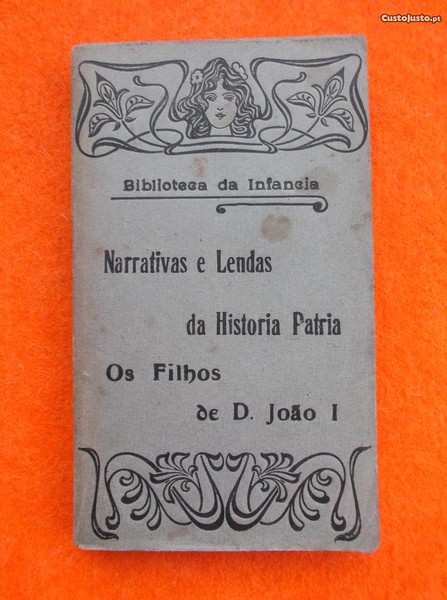 CustoJusto.pt
Biblioteca da Infancia
Narrativas e Lendas
da Historia Patria
Os Filhos
de D. João I